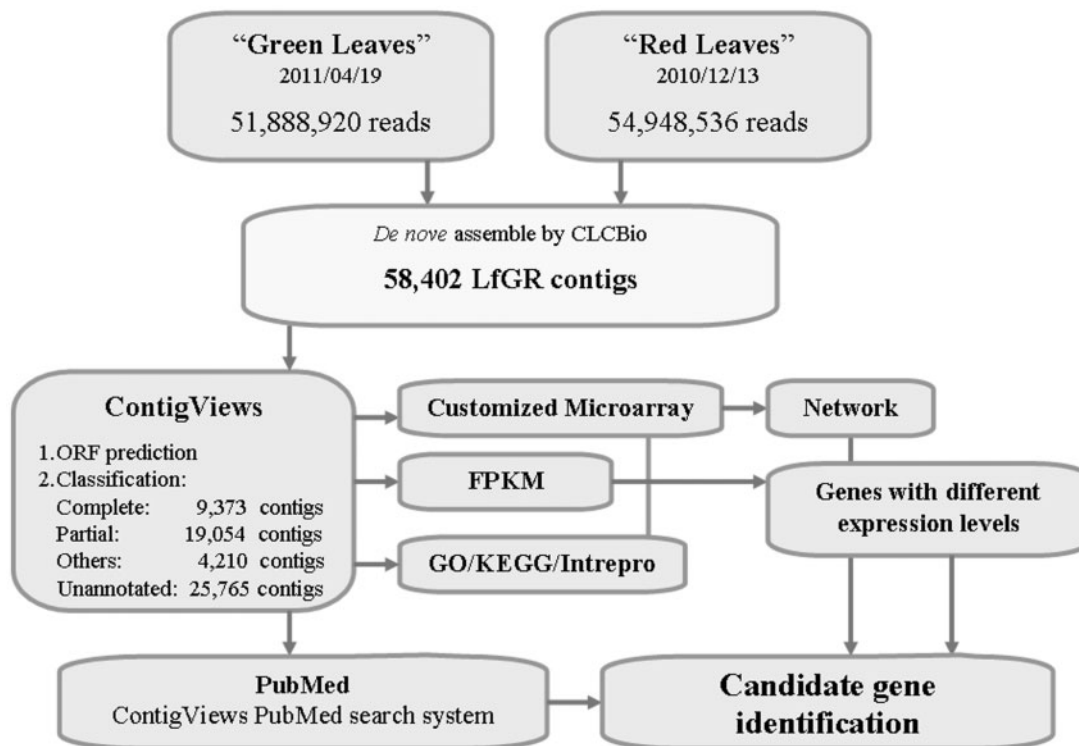 “Green Leaves”
2011/04/19
51,888,920 reads
“Red Leaves”
2010/12/13
54,948,536 reads
De nove assemble by CLCBio
58,402 LfGR contigs
ContigViews
1. ORF prediction
2. Classification:
Complete: 9,373 contigs
Partial: 19,054 contigs
Others: 4,210 contigs
Unannotated: 25,765 contigs
Customized Microarray
Network
FPKM
Genes with different
expression levels
GO/KEGG/Intrepro
PubMed
ContigViews PubMed search system
Candidate gene
identification